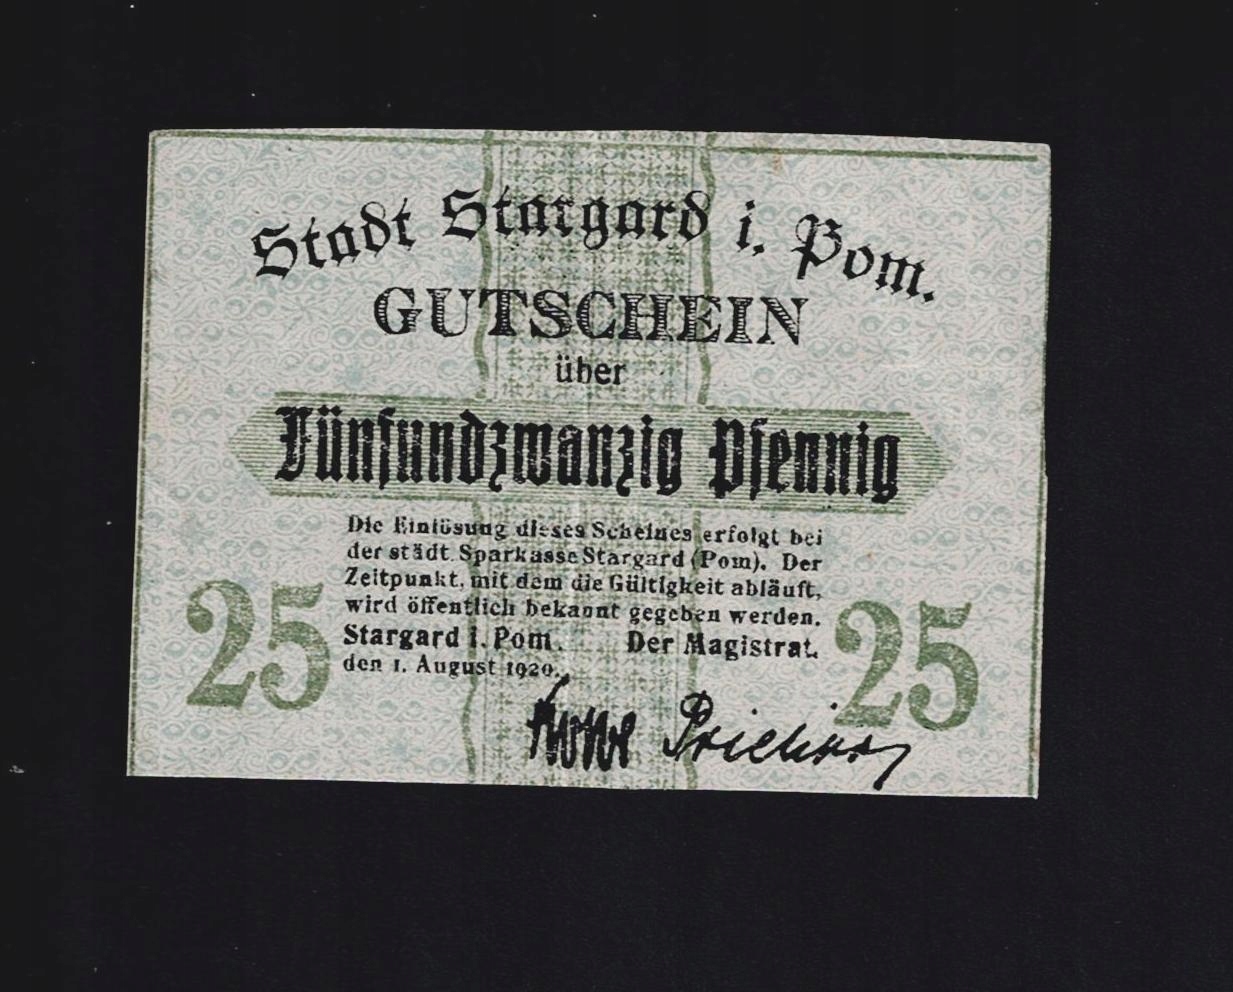 Stadt Stargard i. Pom.
GUTSCHEIN
über
Fünfundzwanzig Pfennig
Die Einlösung dieses Scheines erfolgt bei
der städt. Sparkasse Stargard (Pom). Der
Zeitpunkt, mit dem die Gültigkeit abläuft,
wird öffentlich bekannt gegeben werden.
Stargard i. Pom. Der Magistrat.
den 1. August 1920.
25 25